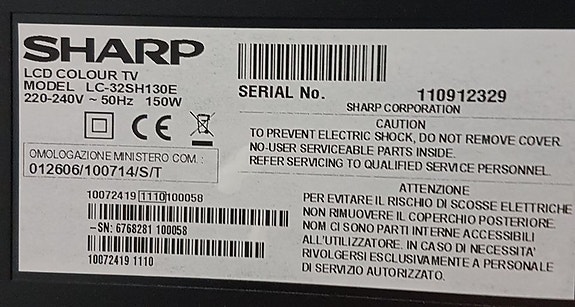 SHARP
LCD COLOUR TV
MODEL LC-32SH130E
220-240V ~ 50Hz 150W
CE
OMOLOGAZIONE MINISTERO COM.:
012606/100714/S/T
10072419 1110 100058
–SN: 6768281 100058
10072419 1110
SERIAL No. 110912329
SHARP CORPORATION
CAUTION
TO PREVENT ELECTRIC SHOCK, DO NOT REMOVE COVER.
NO-USER SERVICEABLE PARTS INSIDE.
REFER SERVICING TO QUALIFIED SERVICE PERSONNEL.
ATTENZIONE
PER EVITARE IL RISCHIO DI SCOSSE ELETTRICHE
NON RIMUOVERE IL COPERCHIO POSTERIORE.
NOM CI SONO PARTI INTERNE ACCESSIBILI
ALL'UTILIZZATORE. IN CASO DI NECESSITA'
RIVOLGERSI ESCLUSIVAMENTE A PERSONALE
DI SERVIZIO AUTORIZZATO.